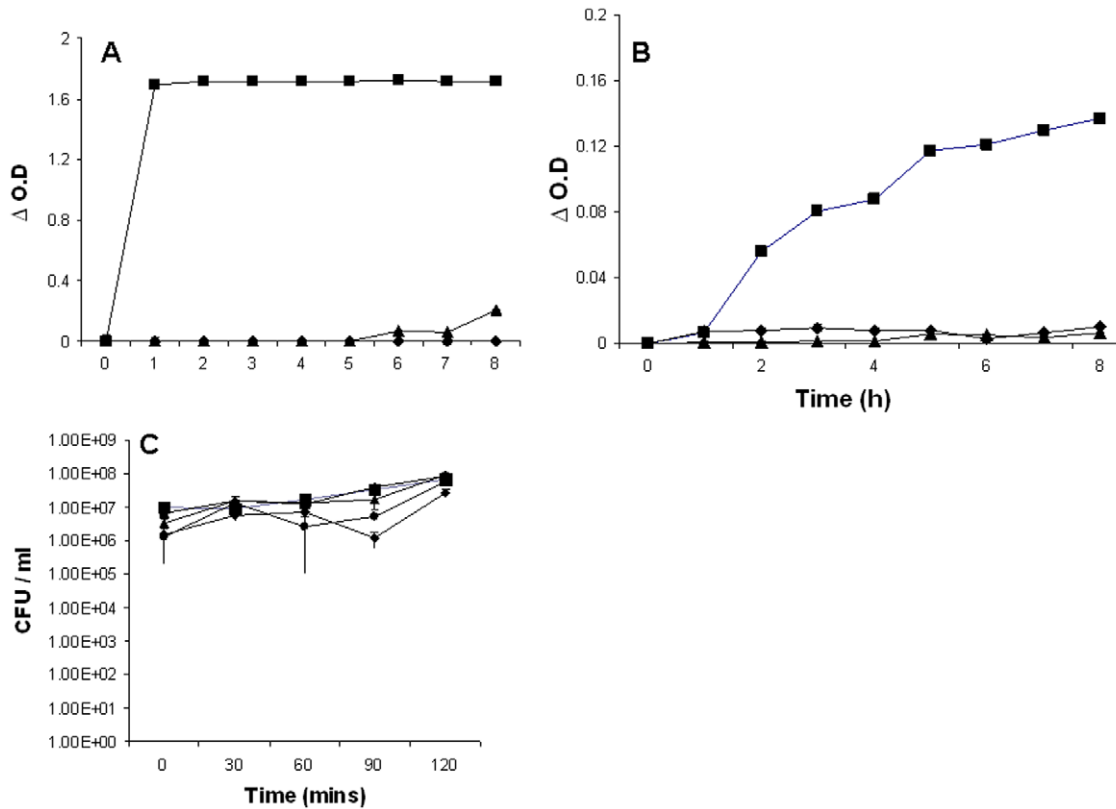 A
2
1.6
1.2
0.8
0.4
0
Δ O.D
0 1 2 3 4 5 6 7 8
B
0.2
0.16
0.12
0.08
0.04
0
Δ O.D
0 2 4 6 8
Time (h)
C
1.00E+09
1.00E+08
1.00E+07
1.00E+06
1.00E+05
1.00E+04
1.00E+03
1.00E+02
1.00E+01
1.00E+00
CFU / ml
0 30 60 90 120
Time (mins)